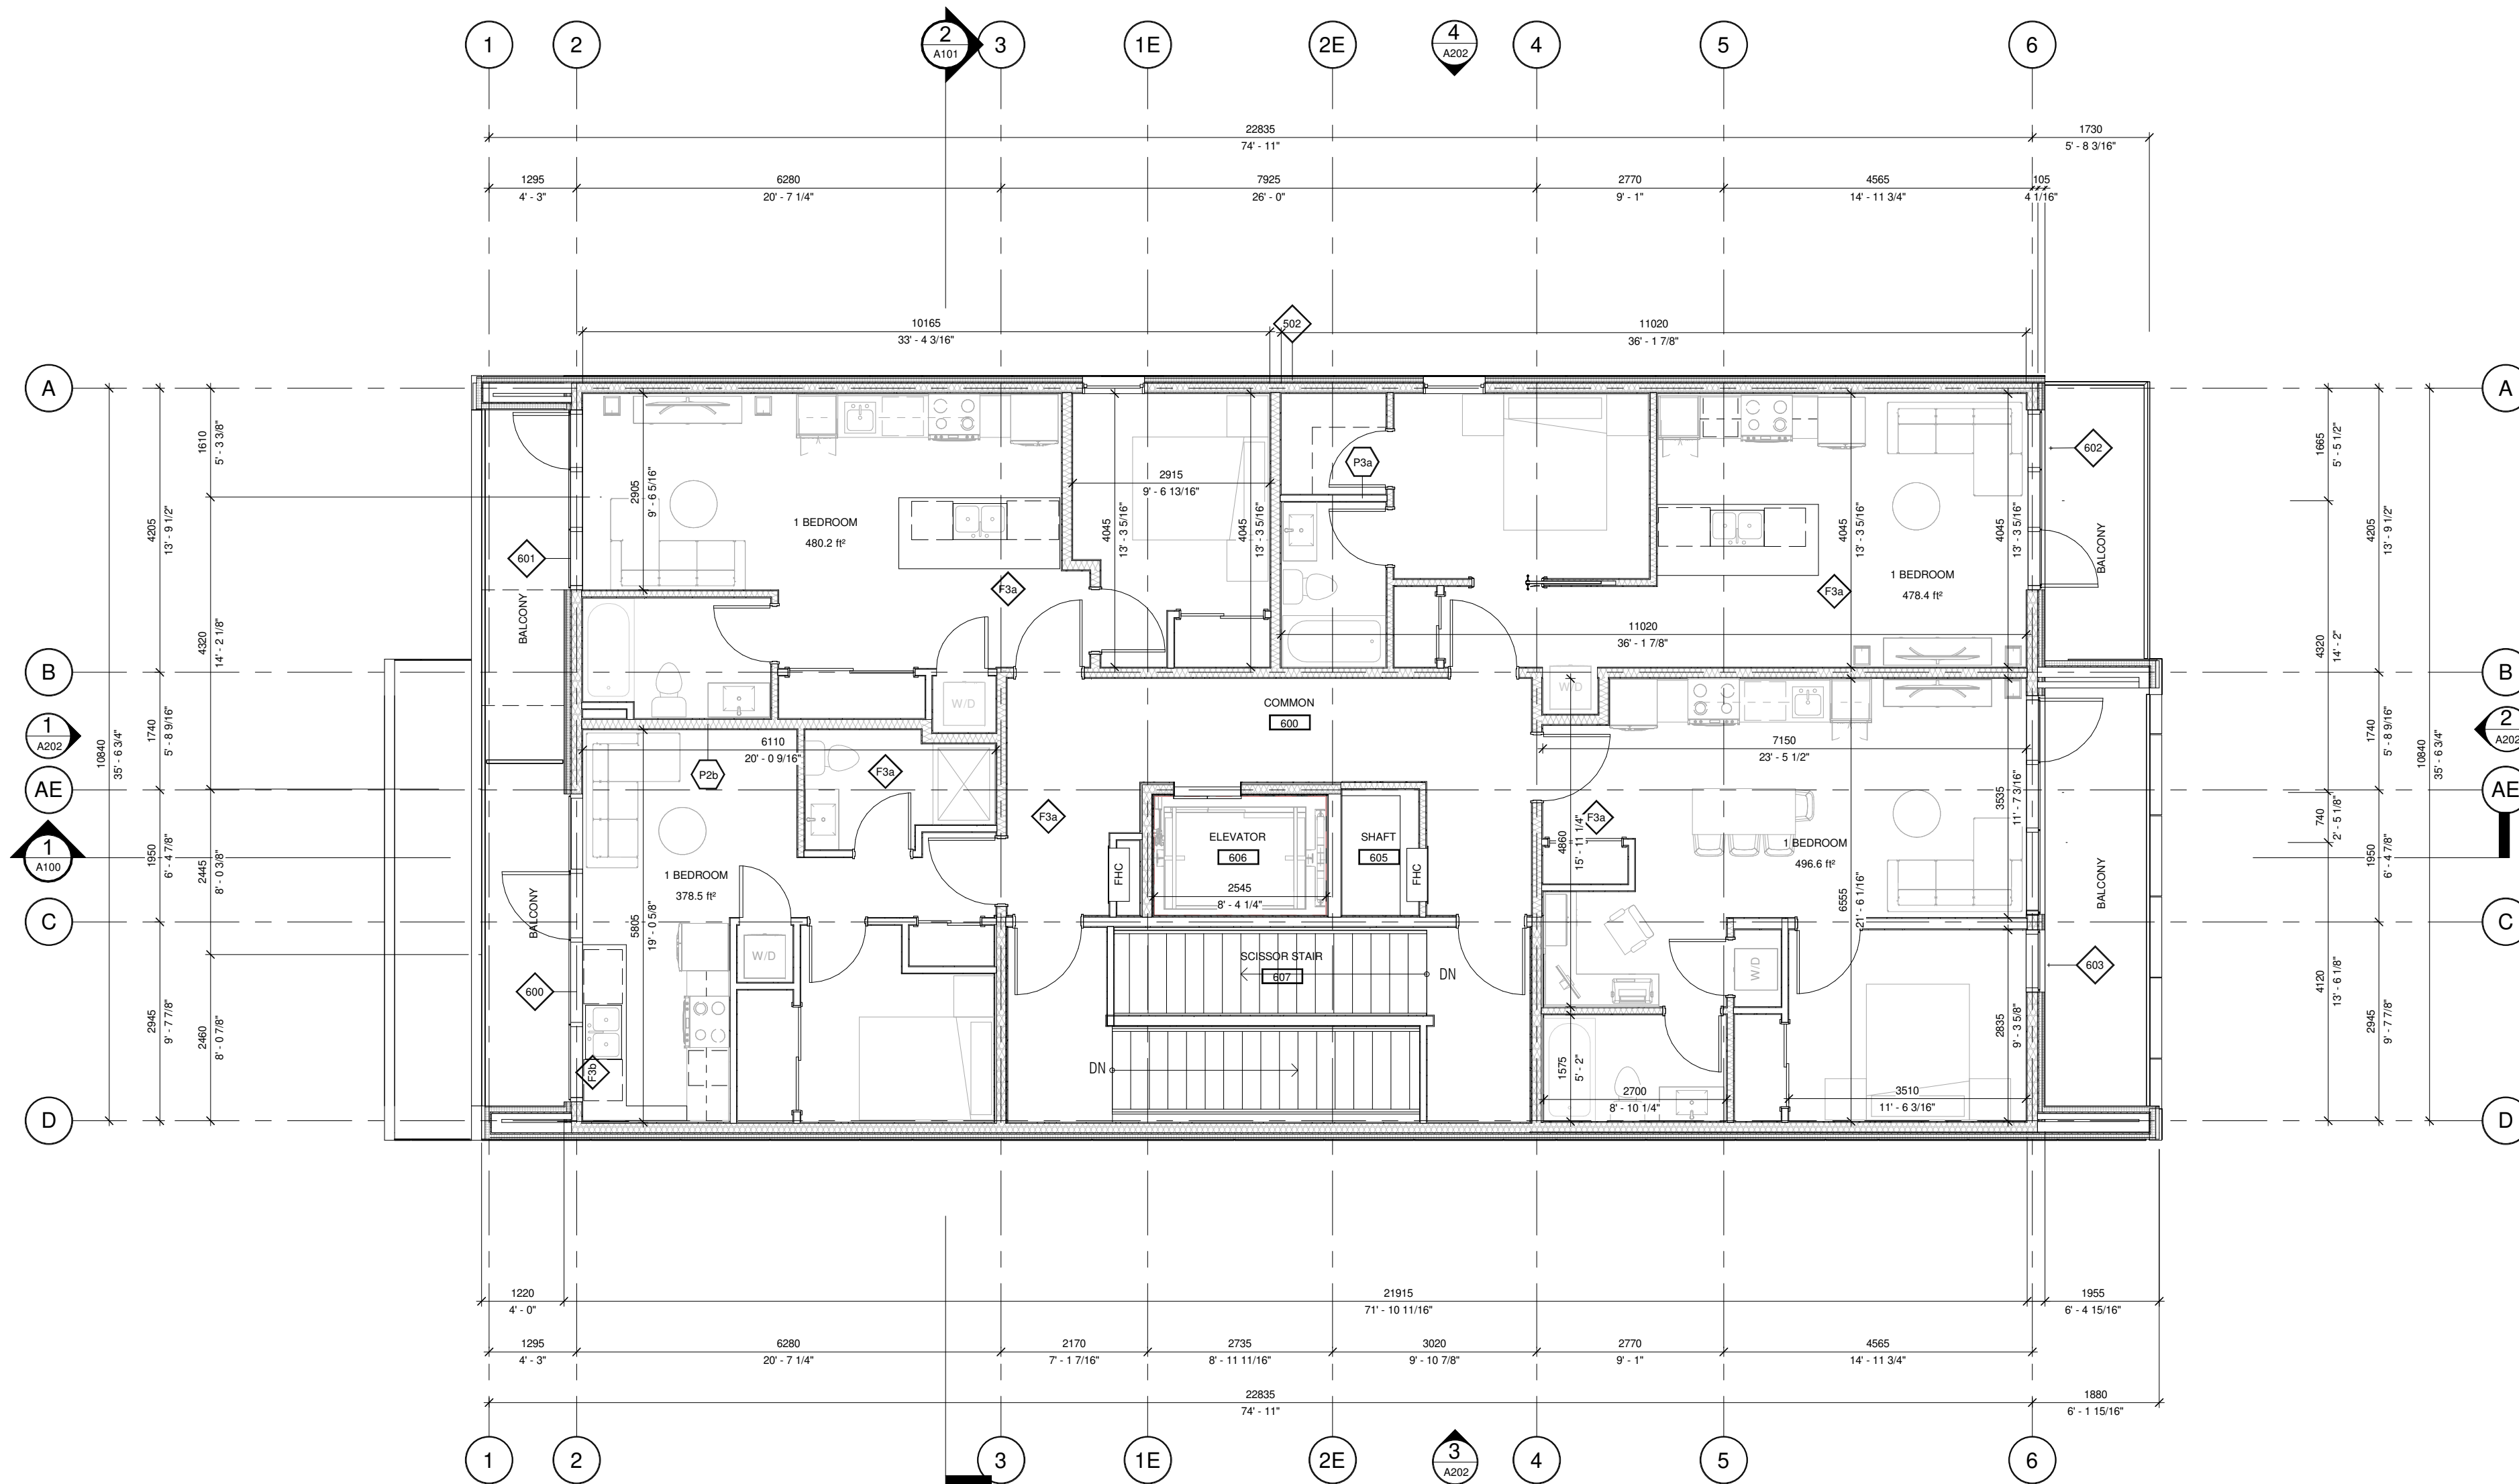 1
2
2
A101
3
1E
2E
4
A202
4
5
6
22835
74' - 11"
1730
5' - 8 3/16"
1295
4' - 3"
6280
20' - 7 1/4"
7925
26' - 0"
2770
9' - 1"
4565
14' - 11 3/4"
105
4 1/16"
10165
33' - 4 3/16"
502
11020
36' - 1 7/8"
A
A
1610
5' - 3 3/8"
4205
13' - 9 1/2"
10840
35' - 6 3/4"
4320
14' - 2 1/8"
1740
5' - 8 9/16"
1950
6' - 4 7/8"
2445
8' - 0 3/8"
2945
9' - 7 7/8"
2460
8' - 0 7/8"
B
1
A202
AE
1
A100
C
D
601
BALCONY
BALCONY
600
2905
9' - 6 5/16"
1 BEDROOM
480.2 ft²
F3a
2915
9' - 6 13/16"
4045
13' - 3 5/16"
4045
13' - 3 5/16"
P3a
4045
13' - 3 5/16"
4045
13' - 3 5/16"
1 BEDROOM
478.4 ft²
F3a
11020
36' - 1 7/8"
602
BALCONY
W/D
W/D
COMMON
600
6110
20' - 0 9/16"
P2b
F3a
F3a
7150
23' - 5 1/2"
3535
11' - 7 3/16"
ELEVATOR
606
SHAFT
605
FHC
FHC
2545
8' - 4 1/4"
F3a
4860
15' - 11 1/4"
1 BEDROOM
496.6 ft²
6555
21' - 6 1/16"
BALCONY
603
1 BEDROOM
378.5 ft²
5805
19' - 0 5/8"
W/D
W/D
SCISSOR STAIR
607
DN
DN
F3b
1575
5' - 2"
2700
8' - 10 1/4"
2835
9' - 3 5/8"
3510
11' - 6 3/16"
1665
5' - 5 1/2"
4205
13' - 9 1/2"
4320
14' - 2"
1740
5' - 8 9/16"
10840
35' - 6 3/4"
740
2' - 5 1/8"
1950
6' - 4 7/8"
4120
13' - 6 1/8"
2945
9' - 7 7/8"
B
2
A202
AE
C
D
1220
4' - 0"
21915
71' - 10 11/16"
1955
6' - 4 15/16"
1295
4' - 3"
6280
20' - 7 1/4"
2170
7' - 1 7/16"
2735
8' - 11 11/16"
3020
9' - 10 7/8"
2770
9' - 1"
4565
14' - 11 3/4"
22835
74' - 11"
1880
6' - 1 15/16"
1
2
3
1E
2E
3
A202
4
5
6